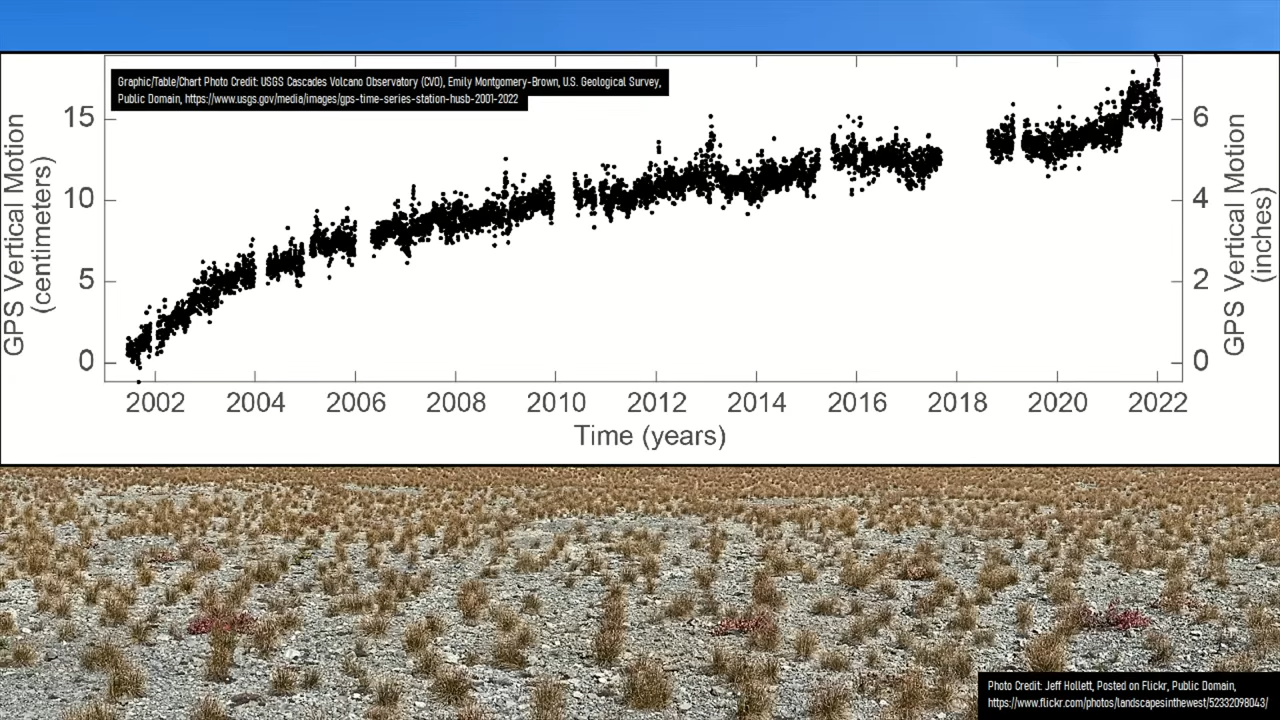 Graphic/Table/Chart Photo Credit: USGS Cascades Volcano Observatory (CVO), Emily Montgomery-Brown, U.S. Geological Survey,
Public Domain, https://www.usgs.gov/media/images/gps-time-series-station-husb-2001-2022
GPS Vertical Motion
(centimeters)
15
10
5
0
6
4
2
0
GPS Vertical Motion
(inches)
2002 2004 2006 2008 2010 2012 2014 2016 2018 2020 2022
Time (years)
Photo Credit: Jeff Hollett, Posted on Flickr, Public Domain,
https://www.flickr.com/photos/landscapesinthewest/52332098043/